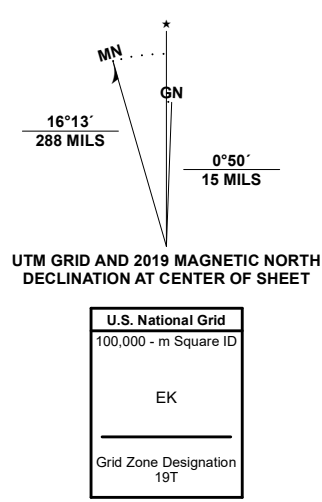 ★
MN
GN
16°13´
288 MILS
0°50´
15 MILS
UTM GRID AND 2019 MAGNETIC NORTH
DECLINATION AT CENTER OF SHEET
U.S. National Grid
100,000 - m Square ID
EK
Grid Zone Designation
19T